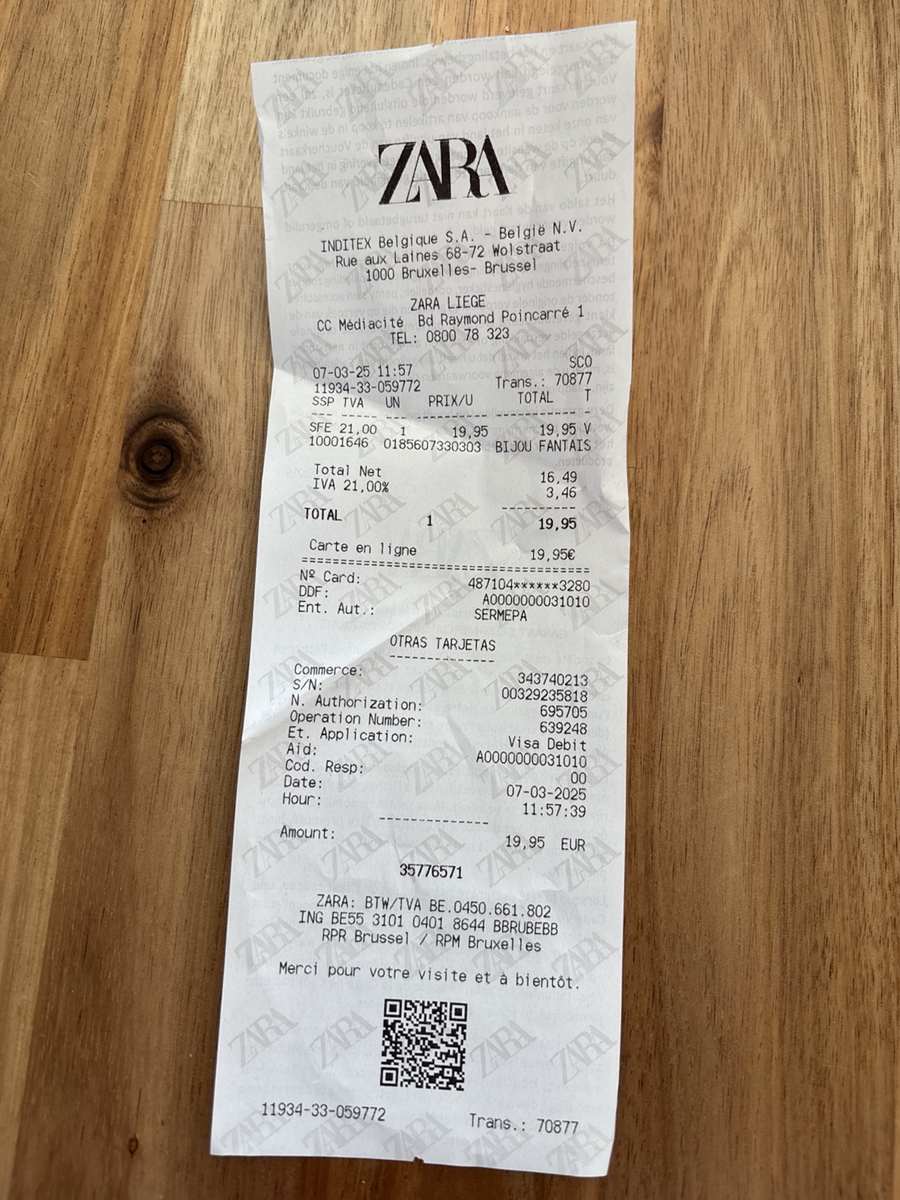 ZARA
INDITEX Belgique S.A. - België N.V.
Rue aux Laines 68-72 Wolstraat
1000 Bruxelles- Brussel
ZARA LIEGE
CC Médiacité Bd Raymond Poincarré 1
TEL: 0800 78 323
07-03-25 11:57 SCO
11934-33-059772 Trans.: 70877
SSP TVA UN PRIX/U TOTAL T
SFE 21,00 1 19,95 19,95 V
10001646 0185607330303 BIJOU FANTAIS
Total Net 16,49
IVA 21,00% 3,46
TOTAL 1 19,95
Carte en ligne 19,95€
Nº Card: 487104******3280
DDF: A0000000031010
Ent. Aut.: SERMEPA
OTRAS TARJETAS
Commerce: 343740213
S/N: 00329235818
N. Authorization: 695705
Operation Number: 639248
Et. Application: Visa Debit
Aid: A0000000031010
Cod. Resp: 00
Date: 07-03-2025
Hour: 11:57:39
Amount: 19,95 EUR
35776571
ZARA: BTW/TVA BE.0450.661.802
ING BE55 3101 0401 8644 BBRUBEBB
RPR Brussel / RPM Bruxelles
Merci pour votre visite et à bientôt.
11934-33-059772 Trans.: 70877